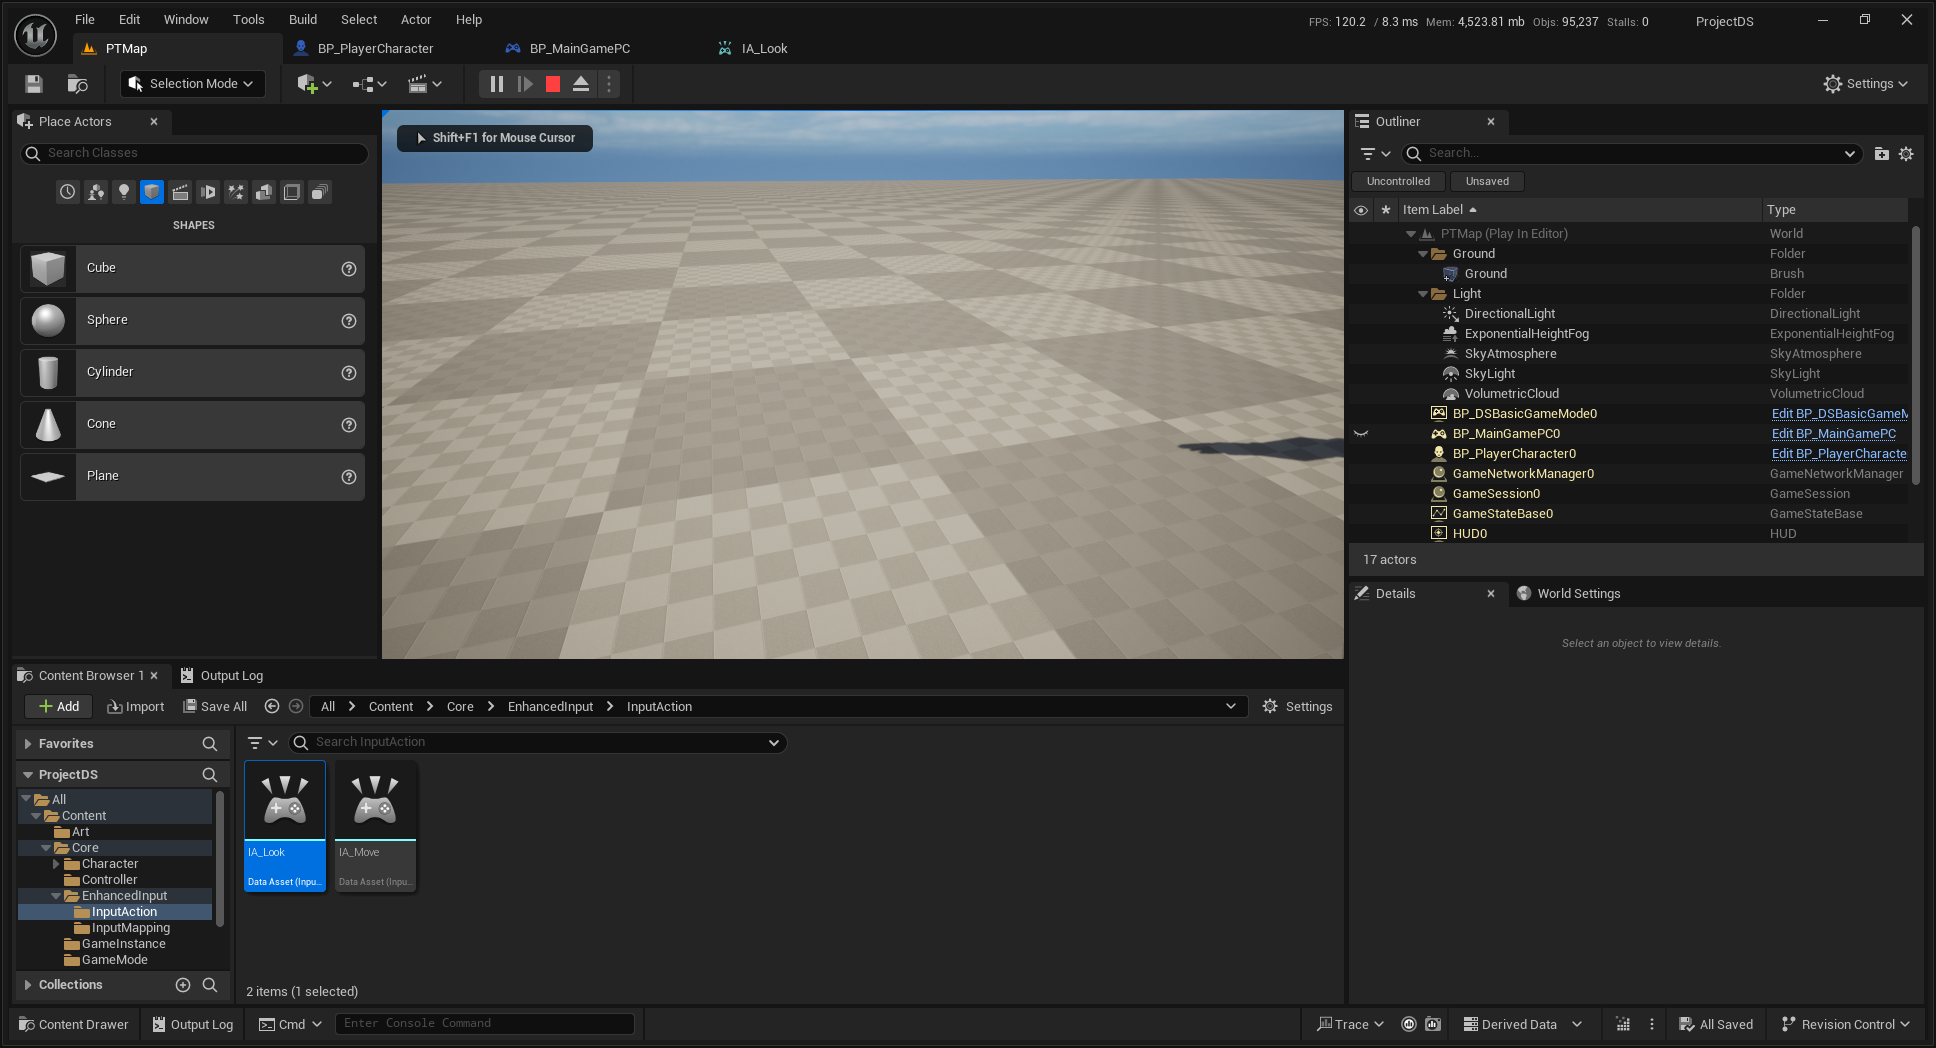 File Edit Window Tools Build Select Actor Help
FPS: 120.2 / 8.3 ms Mem: 4,523.81 mb Objs: 95,237 Stalls: 0 ProjectDS
PTMap BP_PlayerCharacter BP_MainGamePC IA_Look
Selection Mode Settings
Place Actors
Search Classes
SHAPES
Cube
Sphere
Cylinder
Cone
Plane
Shift+F1 for Mouse Cursor
Outliner
Search...
Uncontrolled Unsaved
Item Label Type
PTMap (Play In Editor) World
Ground Folder
Ground Brush
Light Folder
DirectionalLight DirectionalLight
ExponentialHeightFog ExponentialHeightFog
SkyAtmosphere SkyAtmosphere
SkyLight SkyLight
VolumetricCloud VolumetricCloud
BP_DSBasicGameMode0 Edit BP_DSBasicGameM
BP_MainGamePC0 Edit BP_MainGamePC
BP_PlayerCharacter0 Edit BP_PlayerCharacte
GameNetworkManager0 GameNetworkManager
GameSession0 GameSession
GameStateBase0 GameStateBase
HUD0 HUD
17 actors
Details World Settings
Select an object to view details.
Content Browser 1 Output Log
Add Import Save All All Content Core EnhancedInput InputAction Settings
Favorites
ProjectDS
All
Content
Art
Core
Character
Controller
EnhancedInput
InputAction
InputMapping
GameInstance
GameMode
Collections
Search InputAction
IA_Look IA_Move
Data Asset (Inpu... Data Asset (Inpu...
2 items (1 selected)
Content Drawer Output Log Cmd Enter Console Command Trace Derived Data All Saved Revision Control